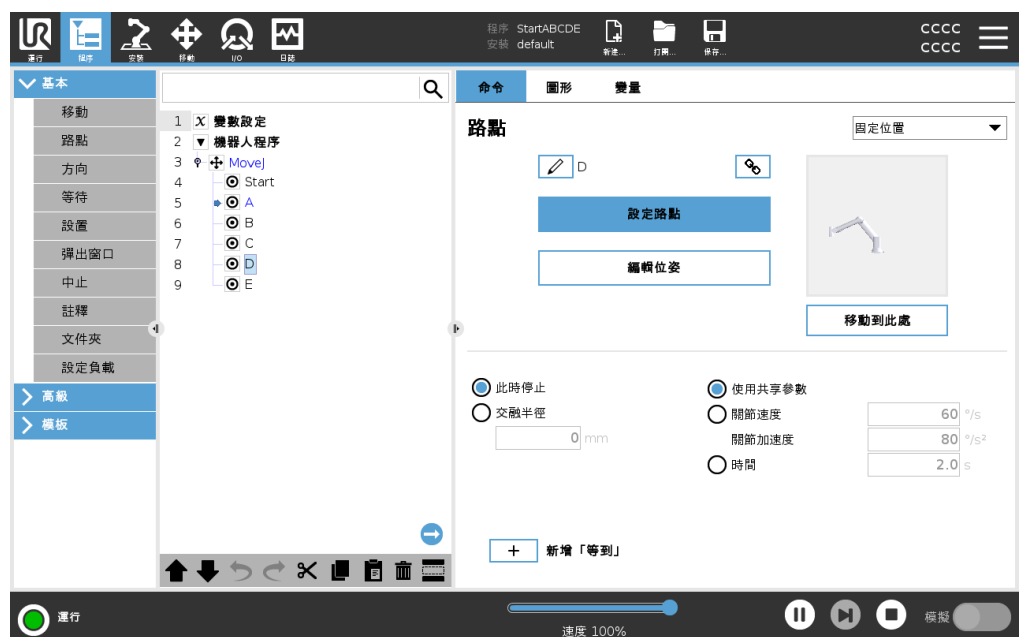 UR
運行
程序
安裝
移動
I/O
日誌
程序 StartABCDE
安裝 default
新建...
打開...
保存...
CCCC
CCCC
基本
移動
路點
方向
等待
設置
彈出窗口
中止
註釋
文件夾
設定負載
高級
模板
1 X 變數設定
2 機器人程序
3 MoveJ
4 Start
5 A
6 B
7 C
8 D
9 E
命令 圖形 變量
路點
固定位置
D
設定路點
編輯位姿
移動到此處
此時停止
交融半徑
0 mm
使用共享參數
關節速度 60 °/s
關節加速度 80 °/s²
時間 2.0 s
+ 新增「等到」
運行
速度 100%
模擬